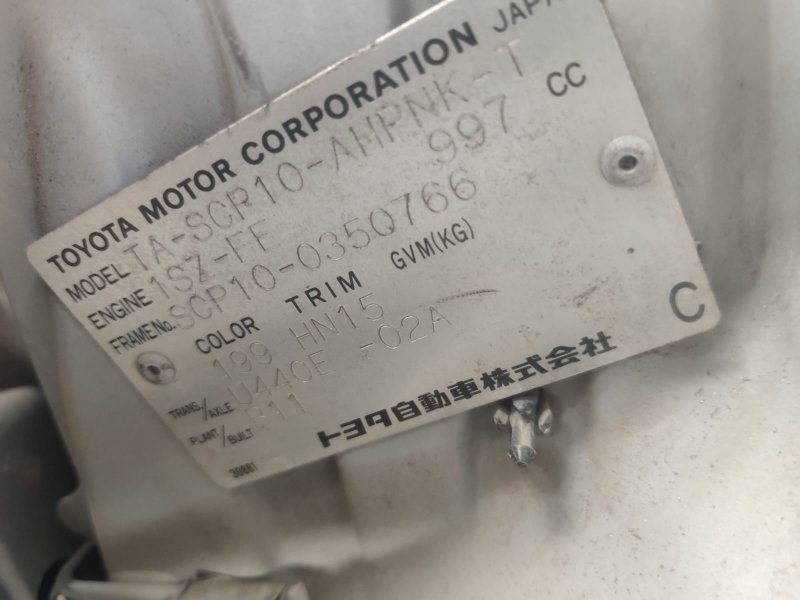 TOYOTA MOTOR CORPORATION JAPAN
MODEL TA-SCP10-AHPNK-T
ENGINE 1SZ-FE 997 CC
FRAME No. SCP10-0350766
COLOR TRIM GVM(KG)
199 HN15
TRANS./AXLE U440E -02A
PLANT/BUILT B11
トヨタ自動車株式会社
30881
C